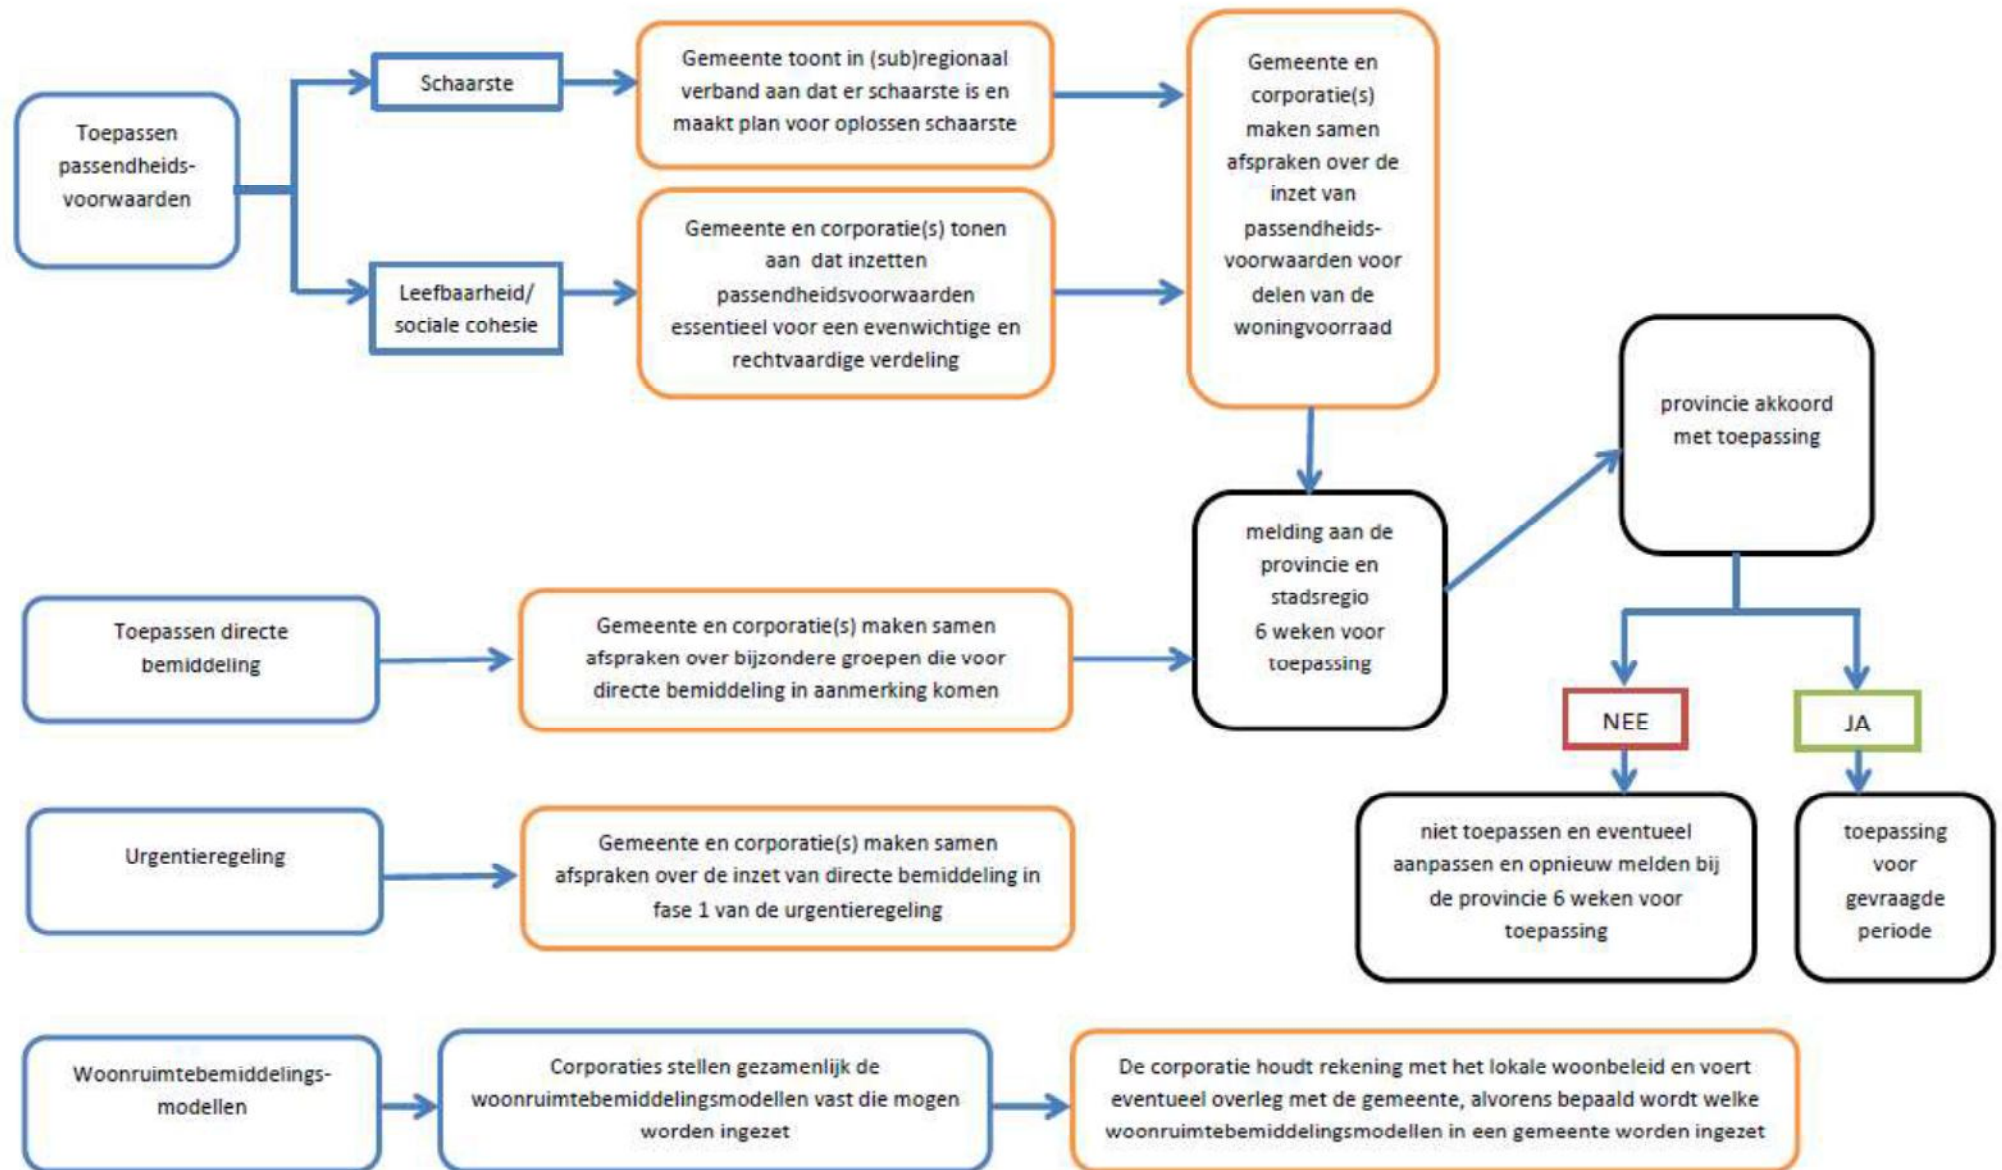 Toepassen
passendheids-
voorwaarden
Schaarste
Gemeente toont in (sub)regionaal
verband aan dat er schaarste is en
maakt plan voor oplossen schaarste
Leefbaarheid/
sociale cohesie
Gemeente en corporatie(s) tonen
aan dat inzetten
passendheidsvoorwaarden
essentieel voor een evenwichtige en
rechtvaardige verdeling
Gemeente en
corporatie(s)
maken samen
afspraken over de
inzet van
passendheids-
voorwaarden voor
delen van de
woningvoorraad
provincie akkoord
met toepassing
melding aan de
provincie en
stadsregio
6 weken voor
toepassing
Toepassen directe
bemiddeling
Gemeente en corporatie(s) maken samen
afspraken over bijzondere groepen die voor
directe bemiddeling in aanmerking komen
NEE
JA
niet toepassen en eventueel
aanpassen en opnieuw melden bij
de provincie 6 weken voor
toepassing
toepassing
voor
gevraagde
periode
Urgentieregeling
Gemeente en corporatie(s) maken samen
afspraken over de inzet van directe bemiddeling in
fase 1 van de urgentieregeling
Woonruimtebemiddelings-
modellen
Corporaties stellen gezamenlijk de
woonruimtebemiddelingsmodellen vast die mogen
worden ingezet
De corporatie houdt rekening met het lokale woonbeleid en voert
eventueel overleg met de gemeente, alvorens bepaald wordt welke
woonruimtebemiddelingsmodellen in een gemeente worden ingezet